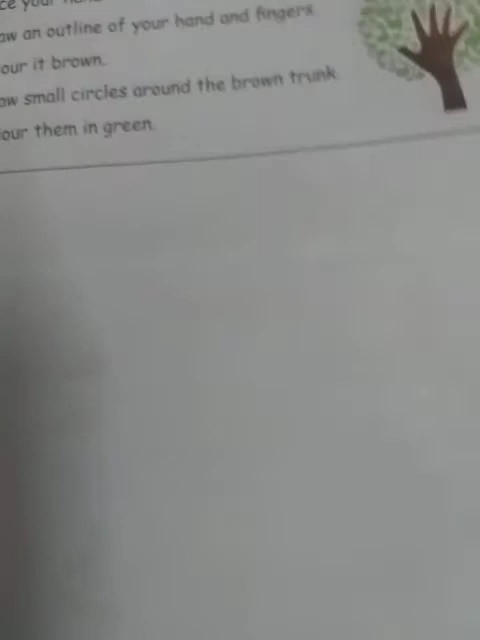 ce your hand
aw an outline of your hand and fingers.
our it brown.
aw small circles around the brown trunk.
our them in green.